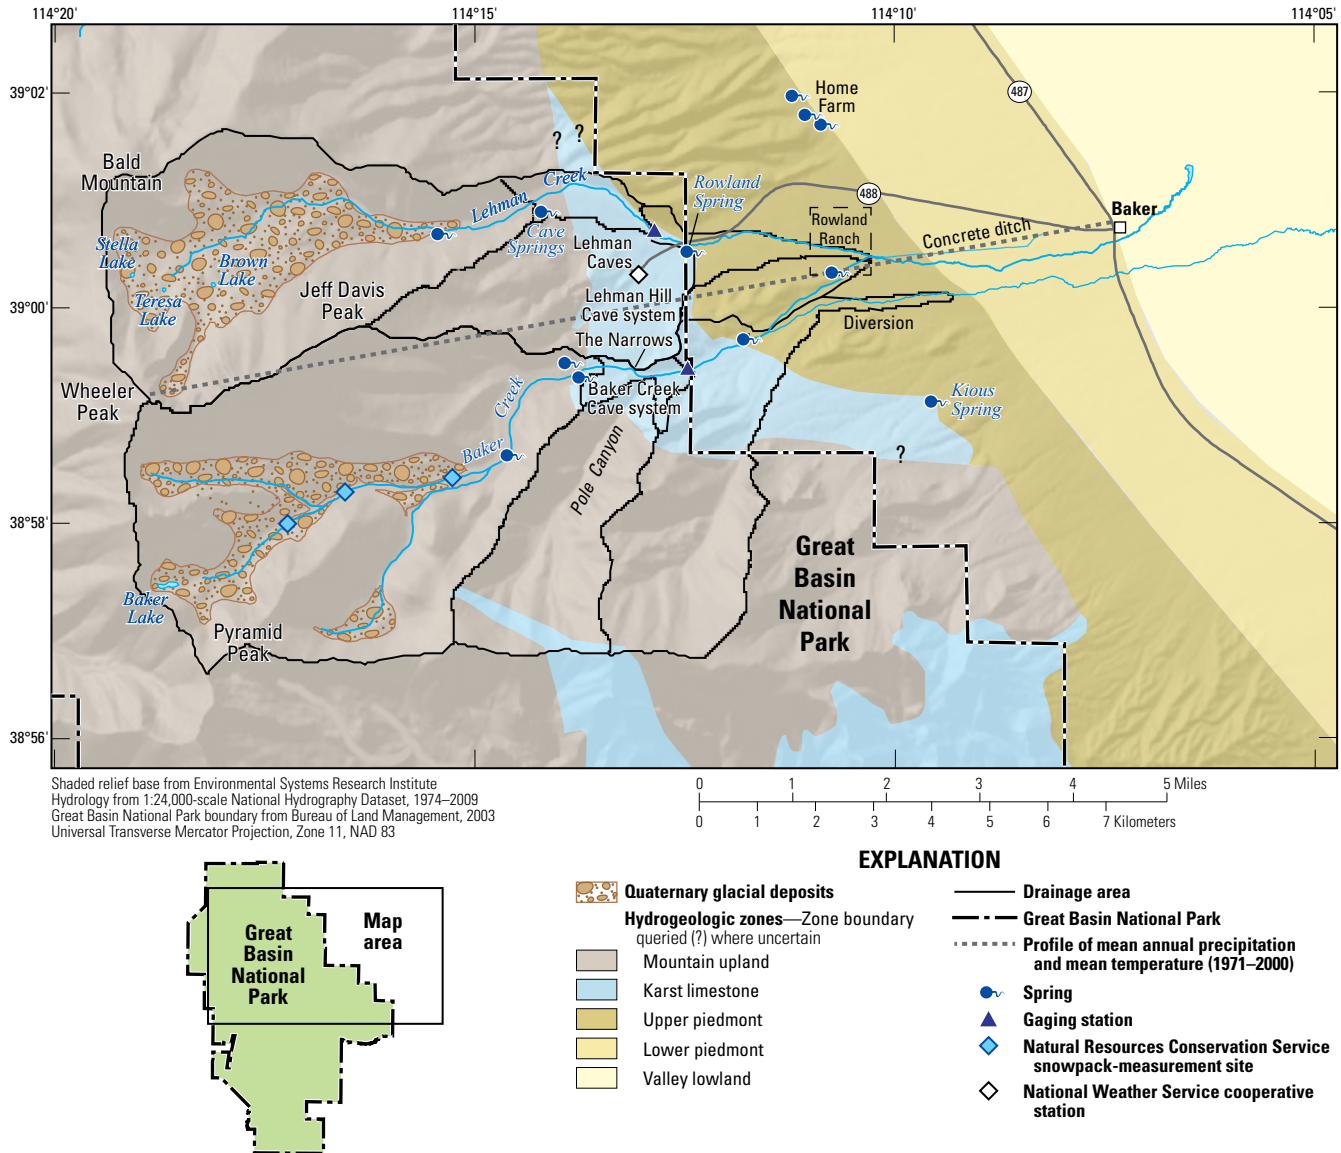 114°20'
114°15'
114°10'
114°05'
39°02'
39°00'
38°58'
38°56'
Home
Farm
487
?
?
Bald
Mountain
Lehman
Creek
Rowland
Spring
488
Baker
Rowland
Ranch
Concrete ditch
Cave
Springs
Lehman
Caves
Stella
Lake
Brown
Lake
Teresa
Lake
Jeff Davis
Peak
Lehman Hill
Cave system
Diversion
The Narrows
Wheeler
Peak
Baker Creek
Cave system
Creek
Baker
Kious
Spring
?
Pole Canyon
Great
Basin
National
Park
Baker
Lake
Pyramid
Peak
Shaded relief base from Environmental Systems Research Institute
Hydrology from 1:24,000-scale National Hydrography Dataset, 1974–2009
Great Basin National Park boundary from Bureau of Land Management, 2003
Universal Transverse Mercator Projection, Zone 11, NAD 83
0 1 2 3 4 5 Miles
0 1 2 3 4 5 6 7 Kilometers
Great
Basin
National
Park
Map
area
EXPLANATION
Quaternary glacial deposits
Hydrogeologic zones—Zone boundary
queried (?) where uncertain
Mountain upland
Karst limestone
Upper piedmont
Lower piedmont
Valley lowland
Drainage area
Great Basin National Park
Profile of mean annual precipitation
and mean temperature (1971–2000)
Spring
Gaging station
Natural Resources Conservation Service
snowpack-measurement site
National Weather Service cooperative
station